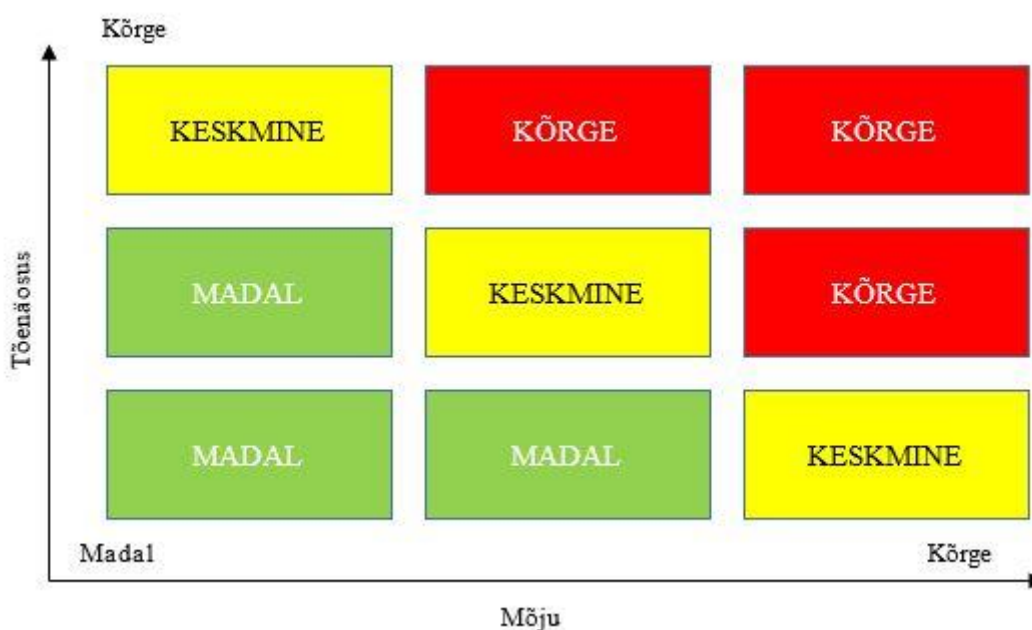 Kõrge
KESKMINE KÕRGE KÕRGE
Tõenäosus
MADAL KESKMINE KÕRGE
MADAL MADAL KESKMINE
Madal Kõrge
Mõju